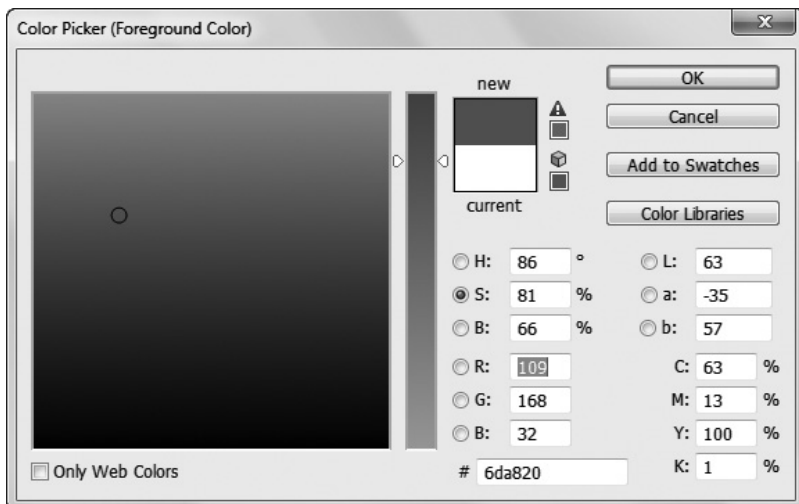 Color Picker (Foreground Color)
new
current
OK
Cancel
Add to Swatches
Color Libraries
H: 86 °
S: 81 %
B: 66 %
R: 109
G: 168
B: 32
# 6da820
L: 63
a: -35
b: 57
C: 63 %
M: 13 %
Y: 100 %
K: 1 %
Only Web Colors